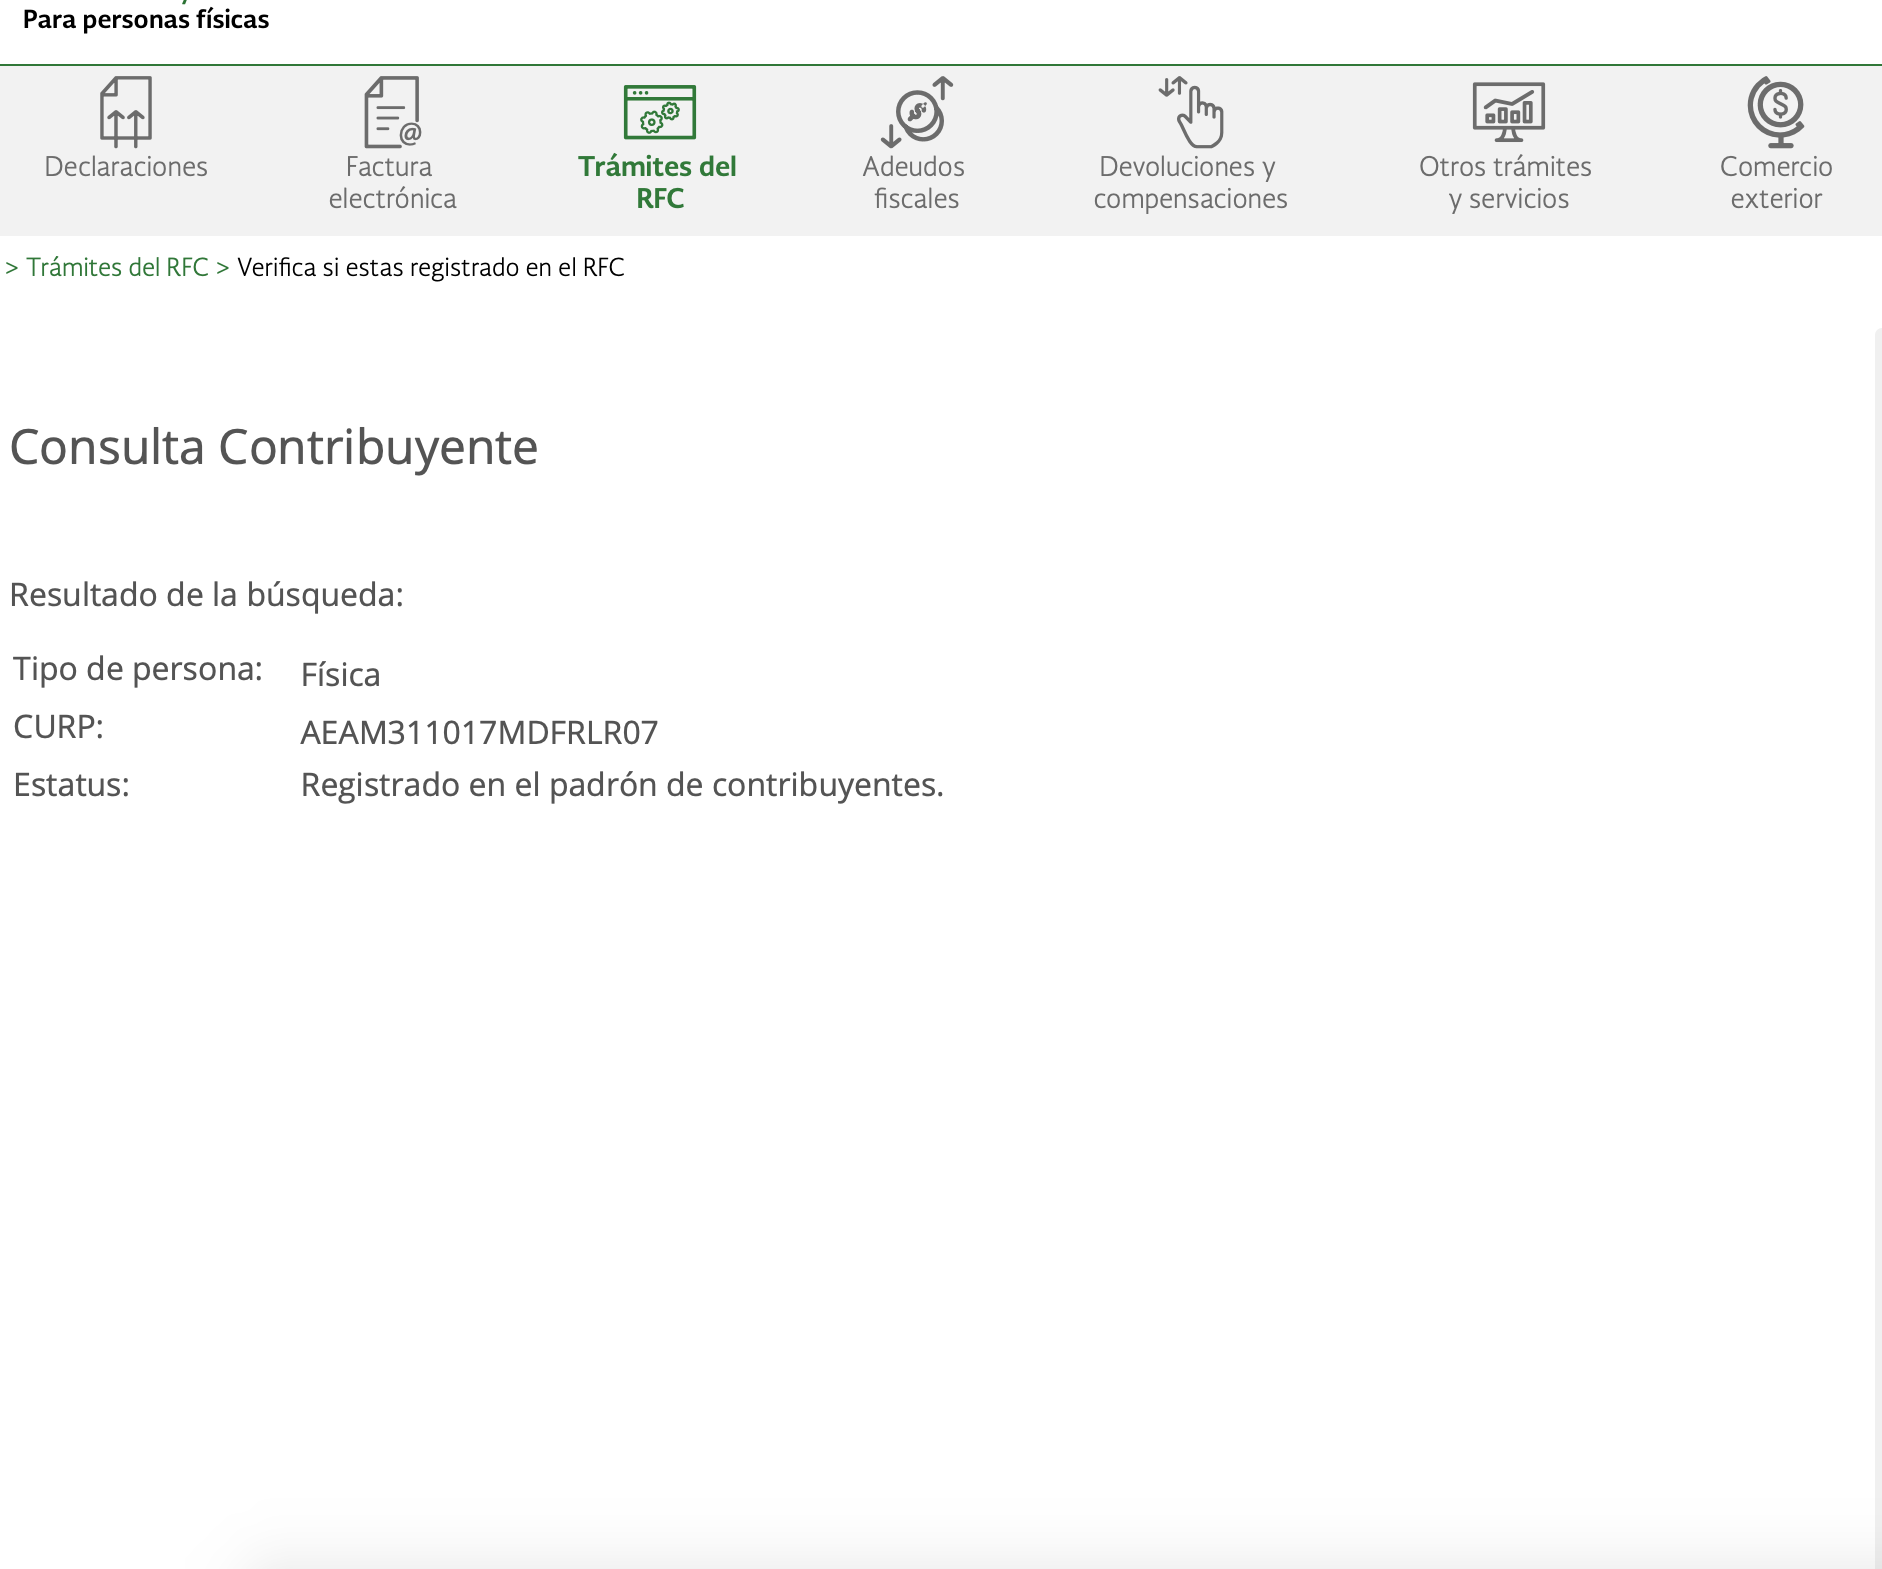 Para personas físicas
Declaraciones
Factura
electrónica
Trámites del
RFC
Adeudos
fiscales
Devoluciones y
compensaciones
Otros trámites
y servicios
Comercio
exterior
> Trámites del RFC > Verifica si estas registrado en el RFC
Consulta Contribuyente
Resultado de la búsqueda:
Tipo de persona: Física
CURP: AEAM311017MDFRLR07
Estatus: Registrado en el padrón de contribuyentes.